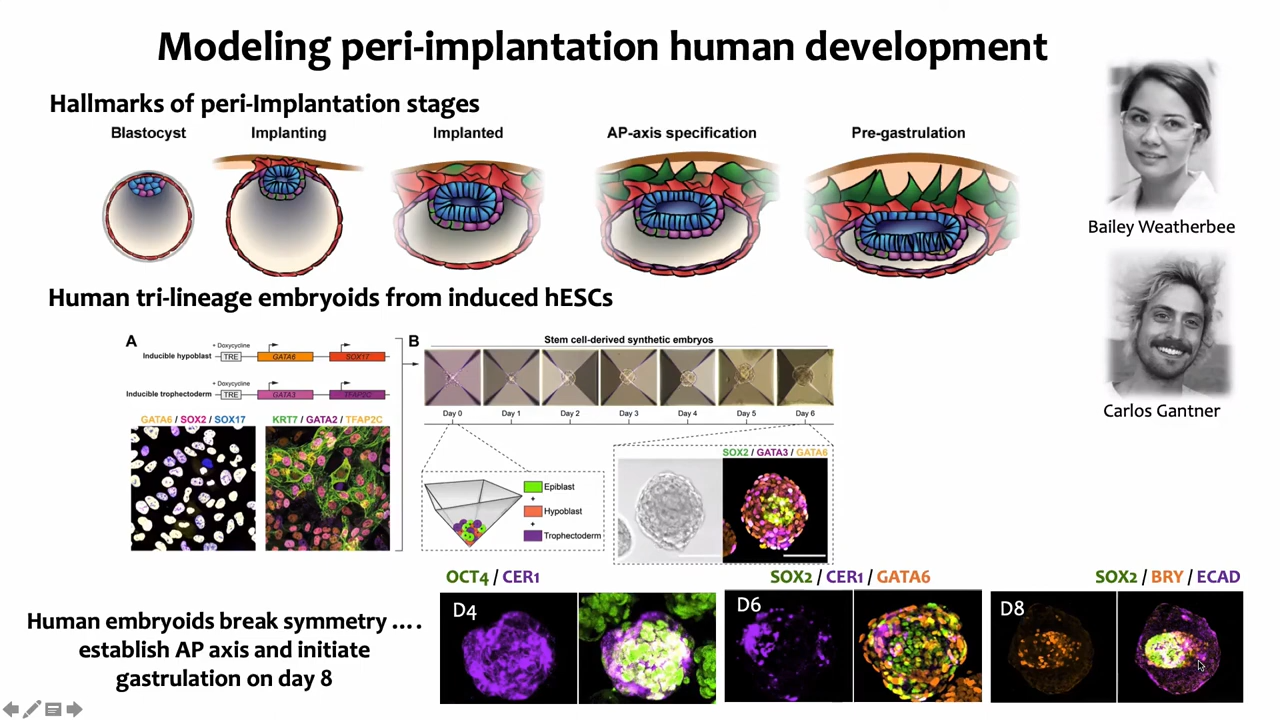 Modeling peri-implantation human development
Hallmarks of peri-Implantation stages
Blastocyst
Implanting
Implanted
AP-axis specification
Pre-gastrulation
Bailey Weatherbee
Carlos Gantner
Human tri-lineage embryoids from induced hESCs
A
+ Doxycycline
Inducible hypoblast
TRE
GATA6
SOX17
+ Doxycycline
Inducible trophectoderm
TRE
GATA3
TFAP2C
GATA6 / SOX2 / SOX17
KRT7 / GATA2 / TFAP2C
B
Stem cell-derived synthetic embryos
Day 0
Day 1
Day 2
Day 3
Day 4
Day 5
Day 6
Epiblast
+
Hypoblast
+
Trophectoderm
SOX2 / GATA3 / GATA6
Human embryoids break symmetry ....
establish AP axis and initiate
gastrulation on day 8
OCT4 / CER1
D4
SOX2 / CER1 / GATA6
D6
SOX2 / BRY / ECAD
D8